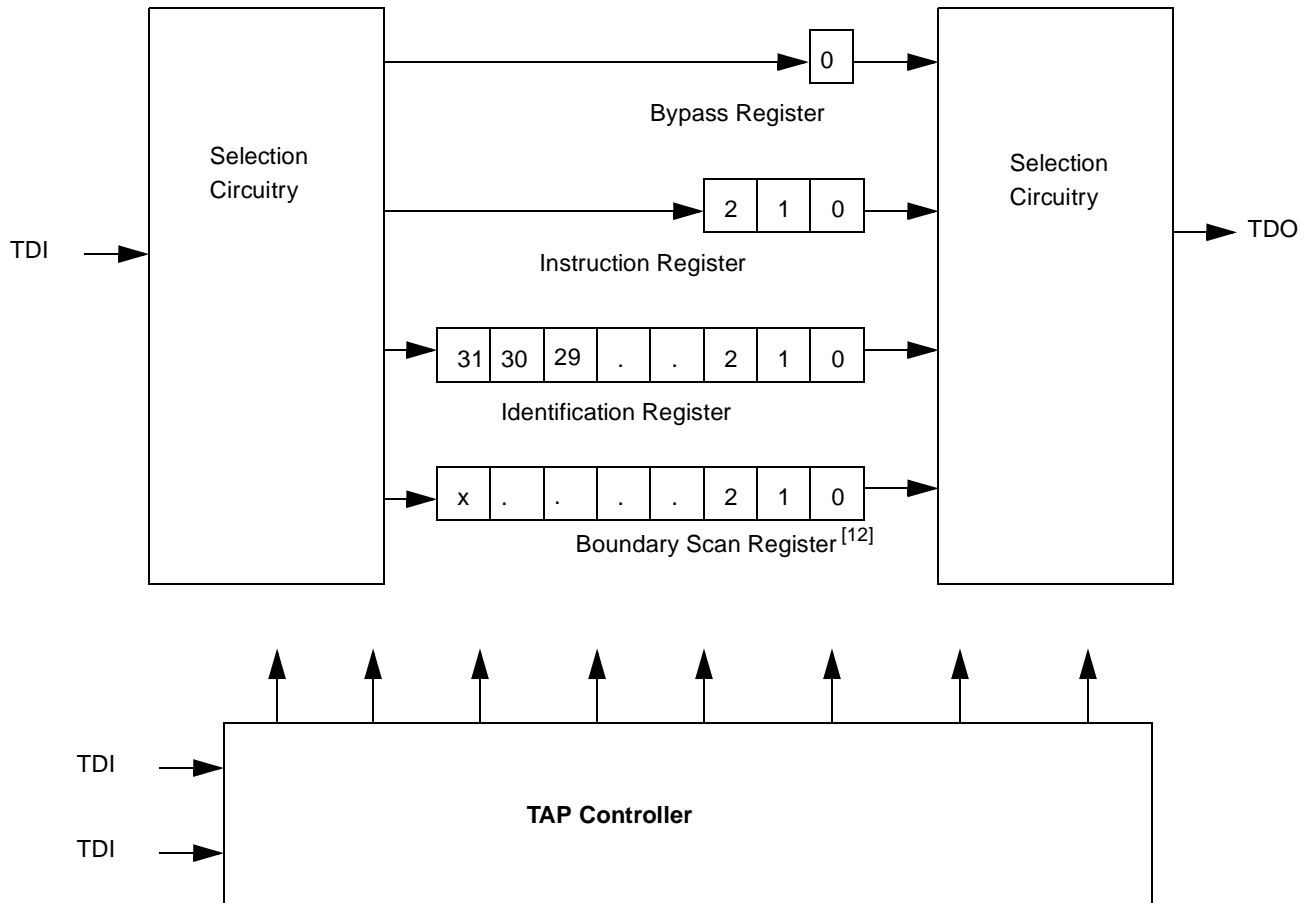 0
Bypass Register
Selection
Circuitry
Selection
Circuitry
2 1 0
TDI
TDO
Instruction Register
31 30 29 . . 2 1 0
Identification Register
x . . . . 2 1 0
Boundary Scan Register [12]
TDI
TAP Controller
TDI